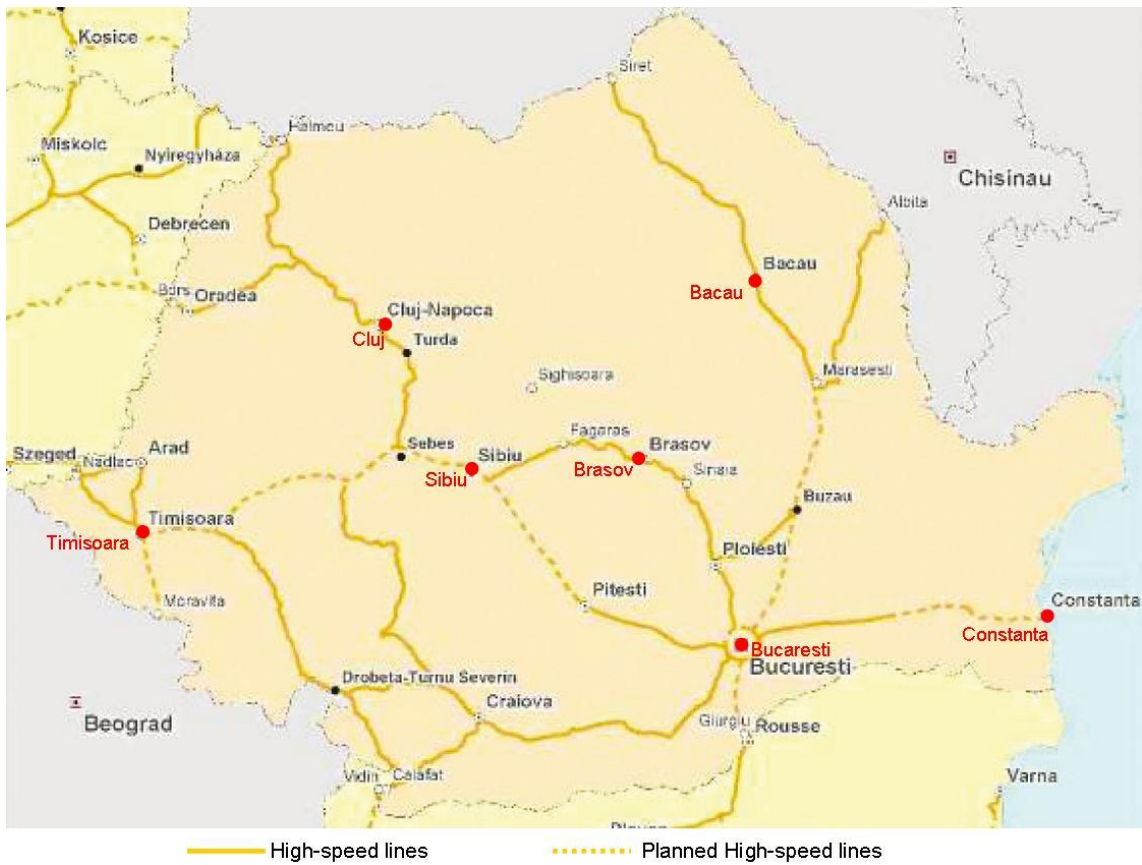 Kosice
Siret
Halmeu
Miskolc
Nyiregyháza
Chisinau
Albita
Debrecen
Bacau
Bacau
Bors
Oradea
Cluj-Napoca
Cluj
Turda
Marasesti
Sighisoara
Fagaras
Brasov
Sebes
Szeged
Arad
Sibiu
Nadlac
Brasov
Sibiu
Sinaia
Buzau
Timisoara
Timisoara
Ploiesti
Pitesti
Moravita
Constanta
Constanta
Bucaresti
Bucuresti
Drobeta-Turnu Severin
Craiova
Beograd
Giurgiu
Rousse
Vidin
Calafat
Varna
High-speed lines
Planned High-speed lines